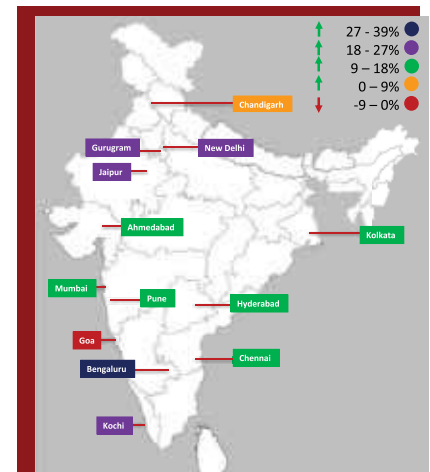 27 - 39%
18 - 27%
9 – 18%
0 – 9%
-9 – 0%
Chandigarh
Gurugram
New Delhi
Jaipur
Ahmedabad
Kolkata
Mumbai
Pune
Hyderabad
Goa
Chennai
Bengaluru
Kochi